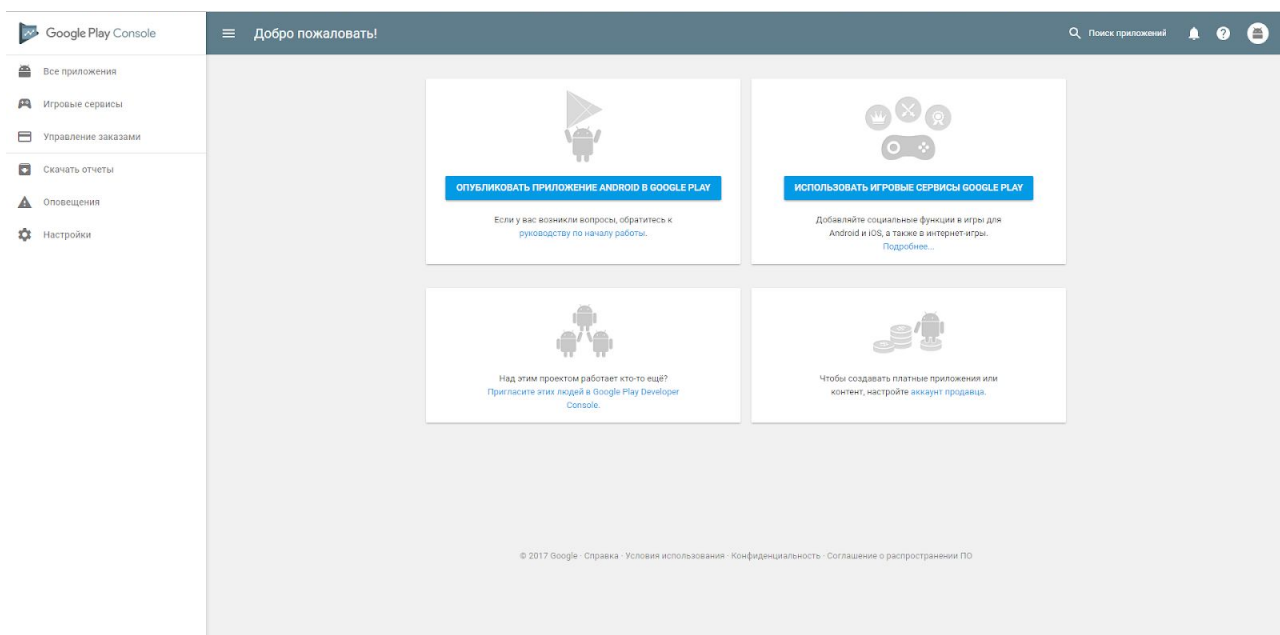 Google Play Console
Добро пожаловать!
Поиск приложений
Все приложения
Игровые сервисы
Управление заказами
Скачать отчеты
Оповещения
Настройки
ОПУБЛИКОВАТЬ ПРИЛОЖЕНИЕ ANDROID В GOOGLE PLAY
Если у вас возникли вопросы, обратитесь к
руководству по началу работы.
ИСПОЛЬЗОВАТЬ ИГРОВЫЕ СЕРВИСЫ GOOGLE PLAY
Добавляйте социальные функции в игры для
Android и iOS, а также в интернет-игры.
Подробнее...
Над этим проектом работает кто-то ещё?
Пригласите этих людей в Google Play Developer
Console.
Чтобы создавать платные приложения или
контент, настройте аккаунт продавца.
© 2017 Google · Справка · Условия использования · Конфиденциальность · Соглашение о распространении ПО